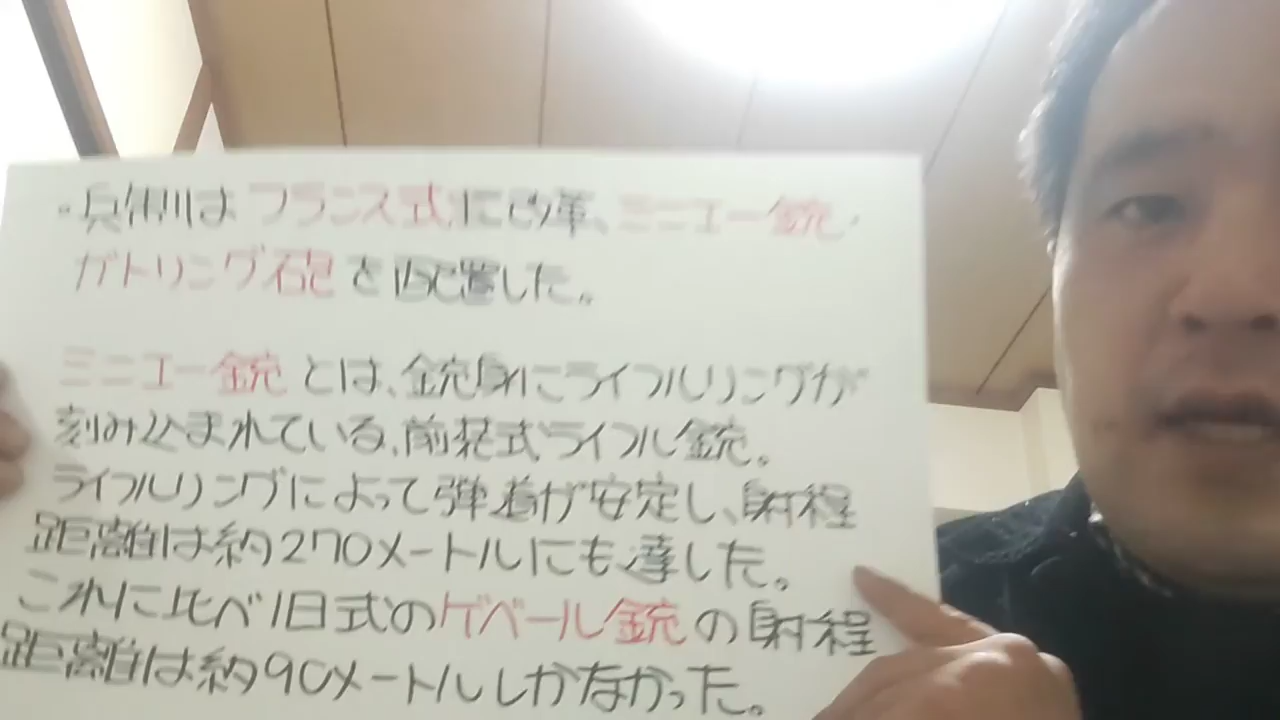 ・兵制はフランス式に改革、ミニエー銃・
ガトリング砲を配置した。
ミニエー銃とは、銃身にライフルリングが
刻み込まれている、前装式ライフル銃。
ライフルリングによって弾道が安定し、射程
距離は約270メートルにも達した。
これに比べ旧式のゲベール銃の射程
距離は約90メートルしかなかった。